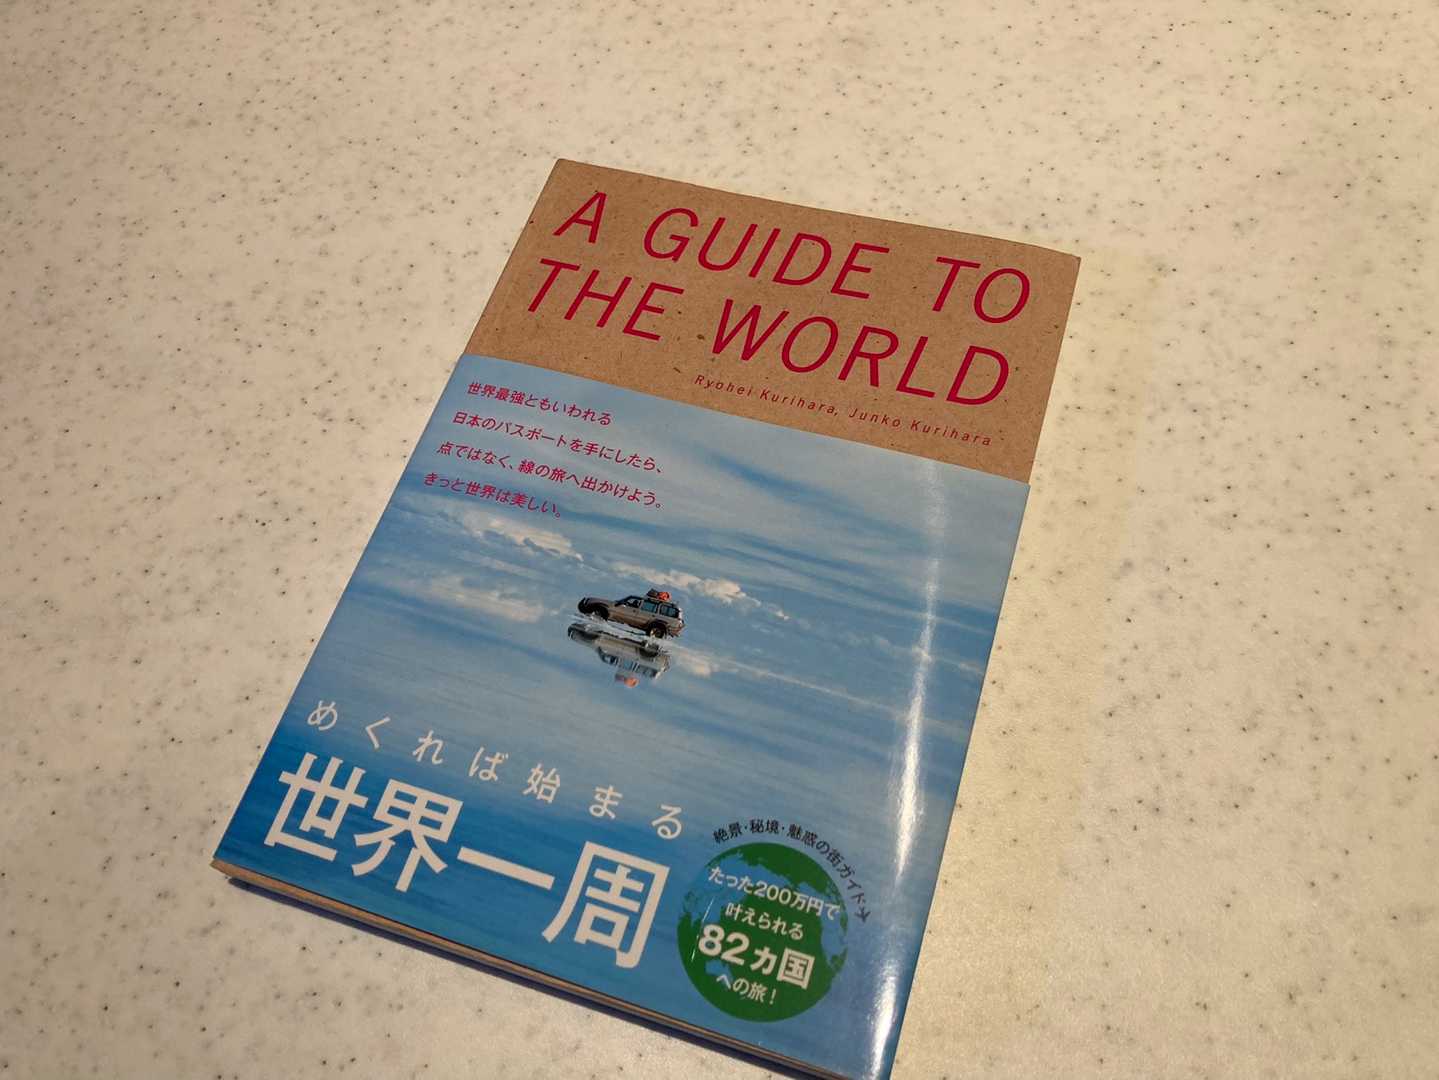 A GUIDE TO
THE WORLD
Ryohei Kurihara, Junko Kurihara
世界最強ともいわれる
日本のパスポートを手にしたら、
点ではなく、線の旅へ出かけよう。
きっと世界は美しい。
めくれば始まる
世界一周
絶景・秘境・魅惑の街ガイド
たった200万円で
叶えられる
82ヵ国
への旅!